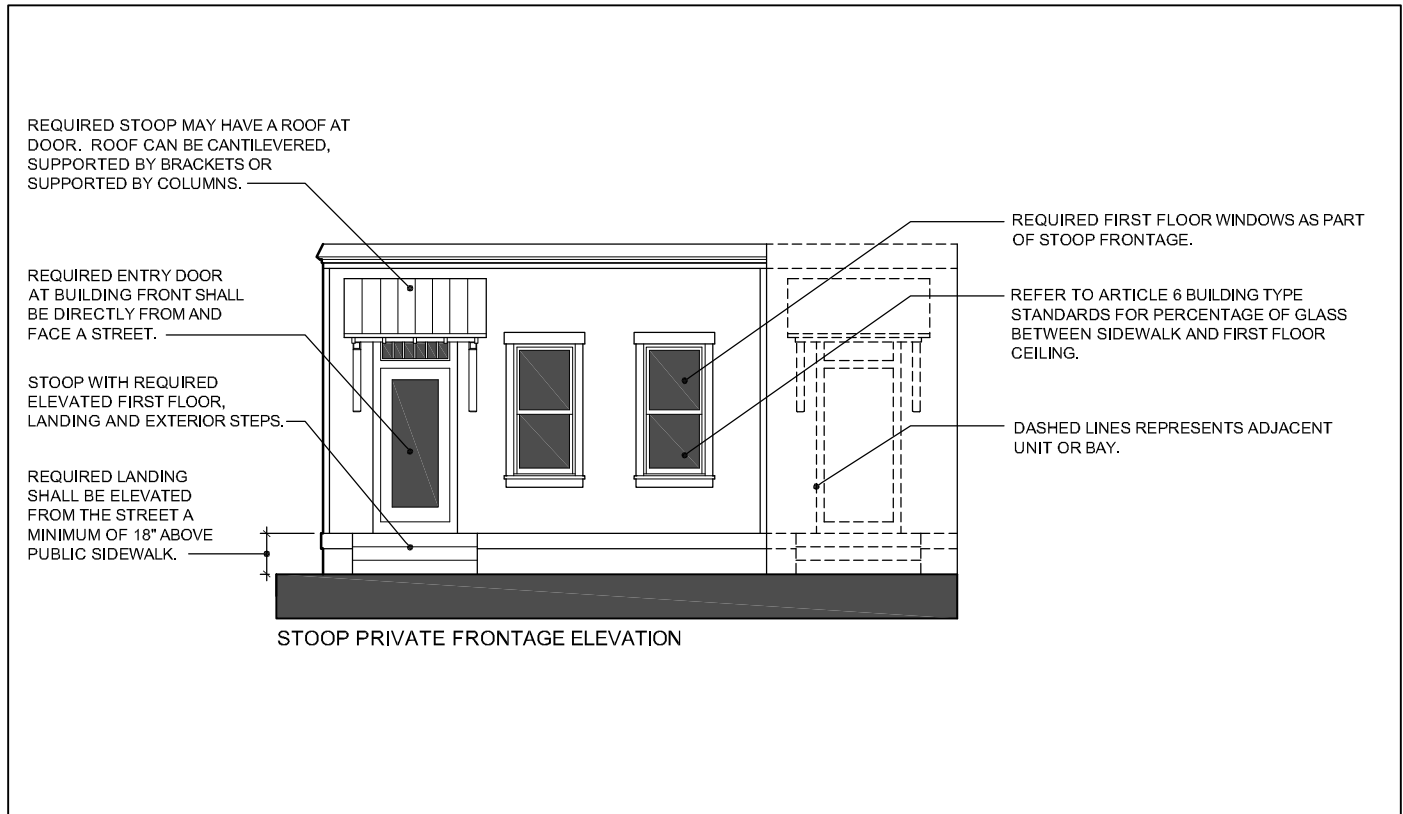 REQUIRED STOOP MAY HAVE A ROOF AT
DOOR. ROOF CAN BE CANTILEVERED,
SUPPORTED BY BRACKETS OR
SUPPORTED BY COLUMNS.
REQUIRED ENTRY DOOR
AT BUILDING FRONT SHALL
BE DIRECTLY FROM AND
FACE A STREET.
STOOP WITH REQUIRED
ELEVATED FIRST FLOOR,
LANDING AND EXTERIOR STEPS.
REQUIRED LANDING
SHALL BE ELEVATED
FROM THE STREET A
MINIMUM OF 18" ABOVE
PUBLIC SIDEWALK.
REQUIRED FIRST FLOOR WINDOWS AS PART
OF STOOP FRONTAGE.
REFER TO ARTICLE 6 BUILDING TYPE
STANDARDS FOR PERCENTAGE OF GLASS
BETWEEN SIDEWALK AND FIRST FLOOR
CEILING.
DASHED LINES REPRESENTS ADJACENT
UNIT OR BAY.
STOOP PRIVATE FRONTAGE ELEVATION